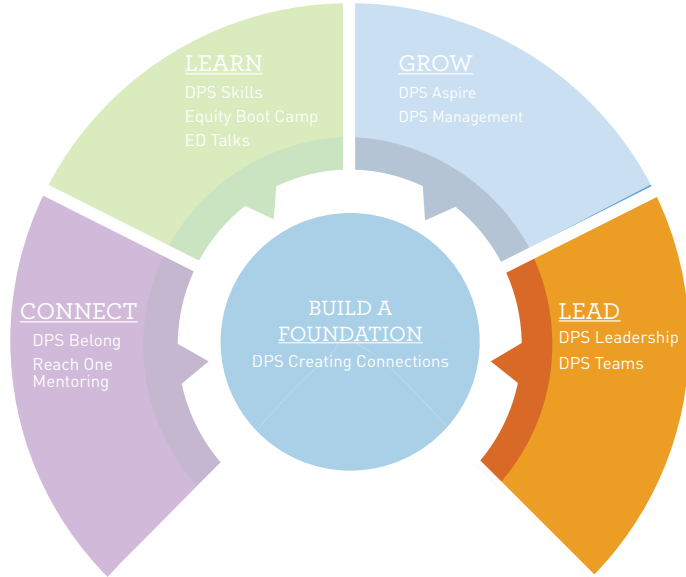 LEARN
DPS Skills
Equity Boot Camp
ED Talks
GROW
DPS Aspire
DPS Management
CONNECT
DPS Belong
Reach One
Mentoring
BUILD A
FOUNDATION
DPS Creating Connections
LEAD
DPS Leadership
DPS Teams